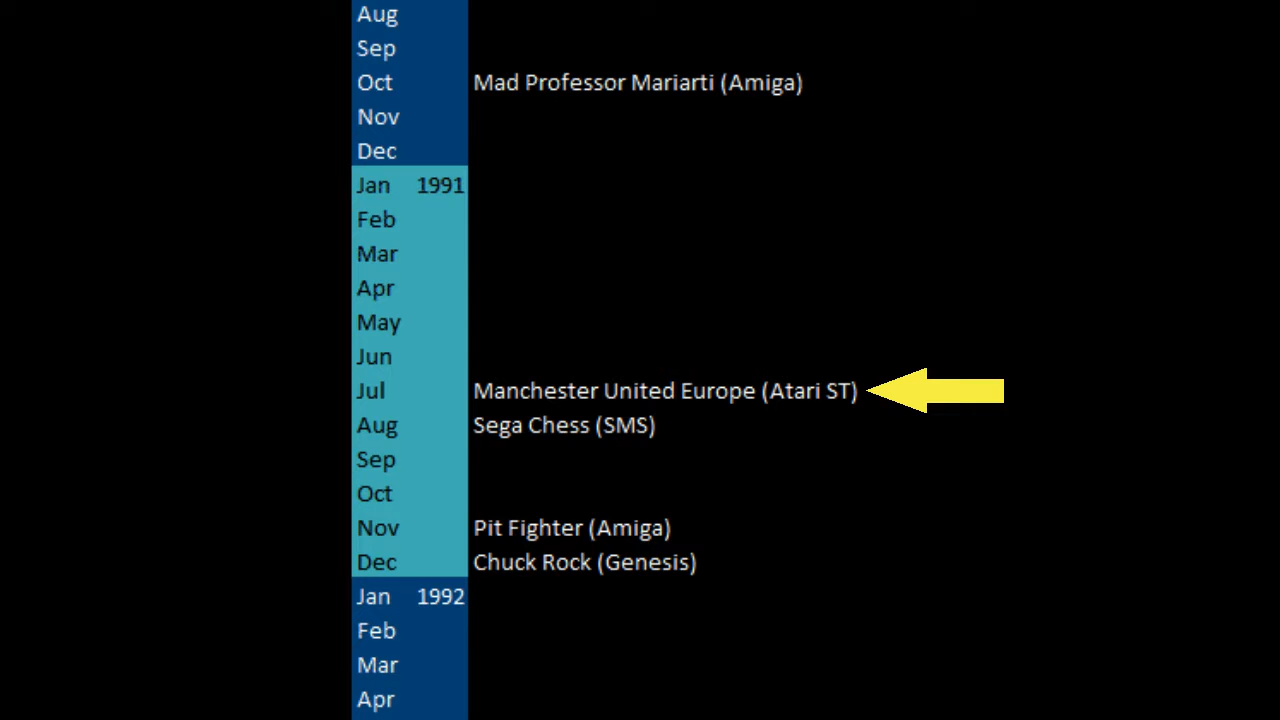 Aug
Sep
Oct Mad Professor Mariarti (Amiga)
Nov
Dec
Jan 1991
Feb
Mar
Apr
May
Jun
Jul Manchester United Europe (Atari ST)
Aug Sega Chess (SMS)
Sep
Oct
Nov Pit Fighter (Amiga)
Dec Chuck Rock (Genesis)
Jan 1992
Feb
Mar
Apr